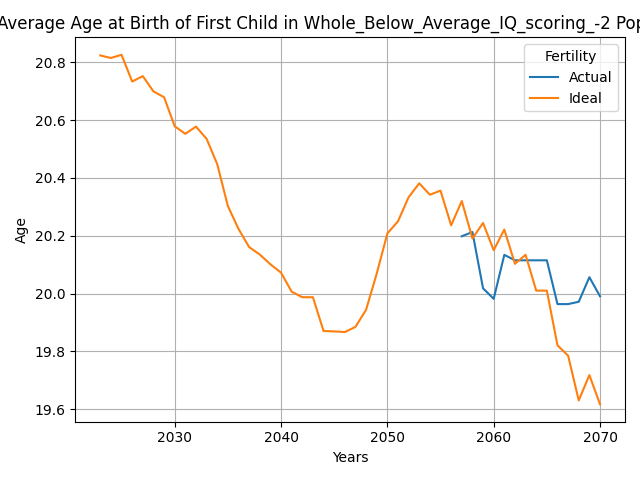 Average Age at Birth of First Child in Whole_Below_Average_IQ_scoring_-2 Pop
Fertility
Actual
Ideal
20.8
20.6
20.4
20.2
20.0
19.8
19.6
Age
2030 2040 2050 2060 2070
Years